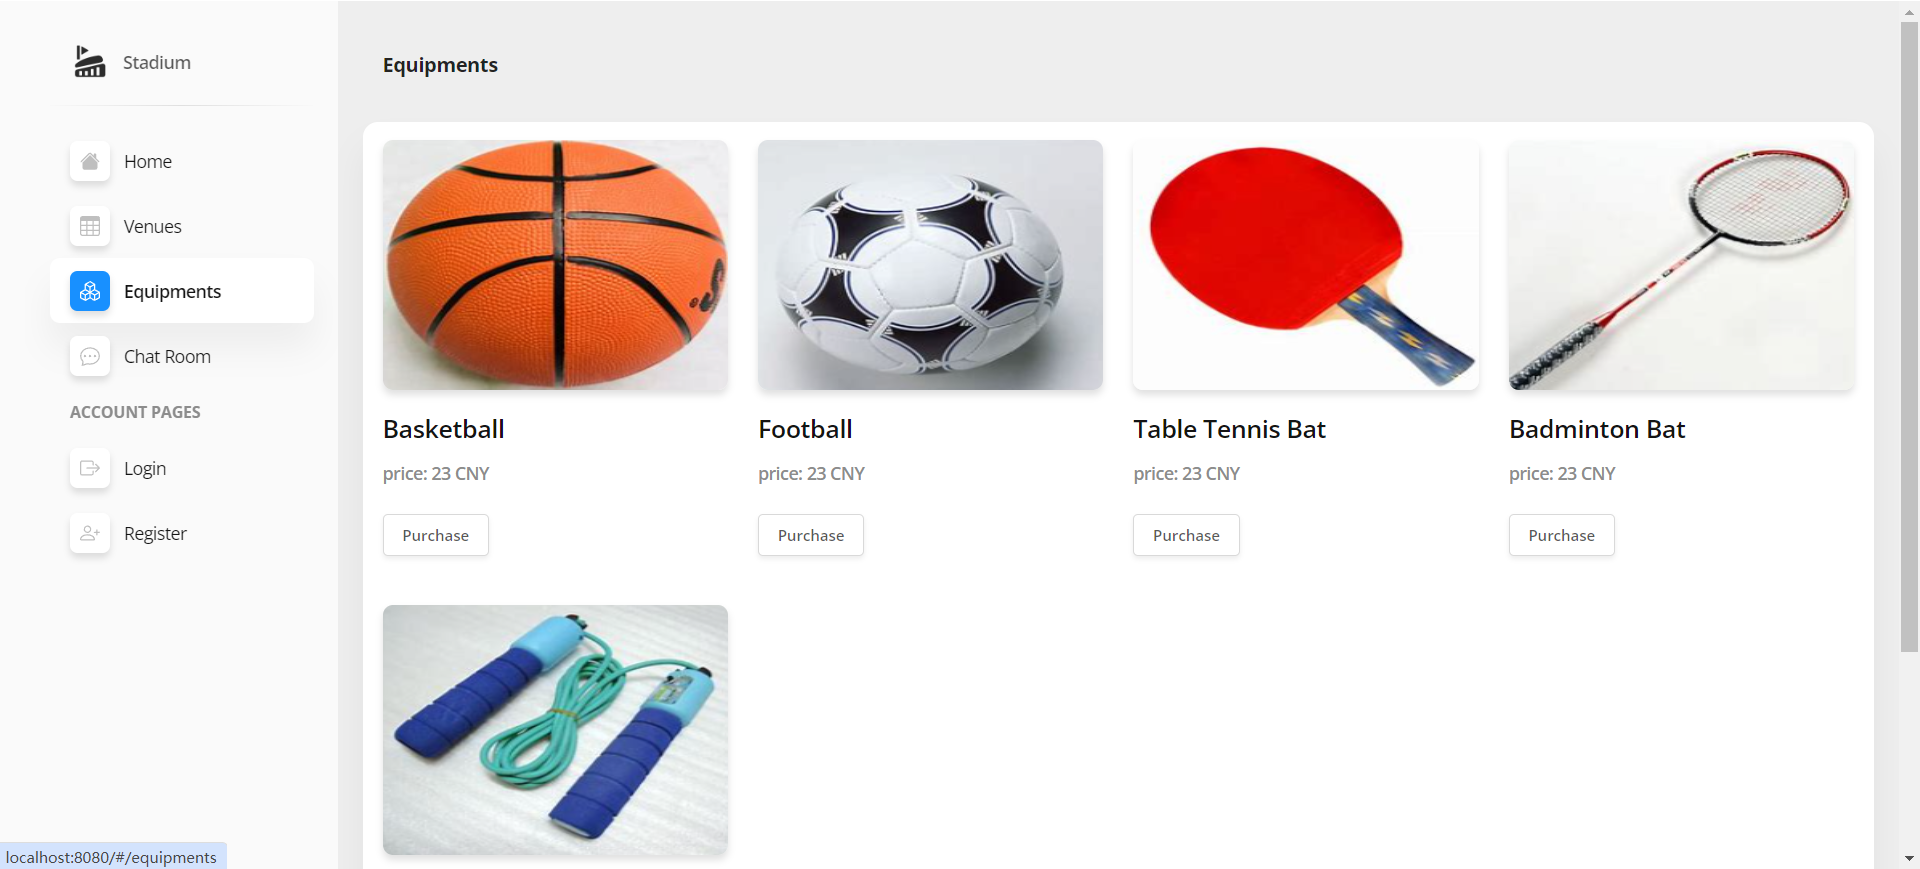 Stadium
Home
Venues
Equipments
Chat Room
ACCOUNT PAGES
Login
Register
Equipments
Basketball
price: 23 CNY
Purchase
Football
price: 23 CNY
Purchase
Table Tennis Bat
price: 23 CNY
Purchase
Badminton Bat
price: 23 CNY
Purchase
localhost:8080/#/equipments